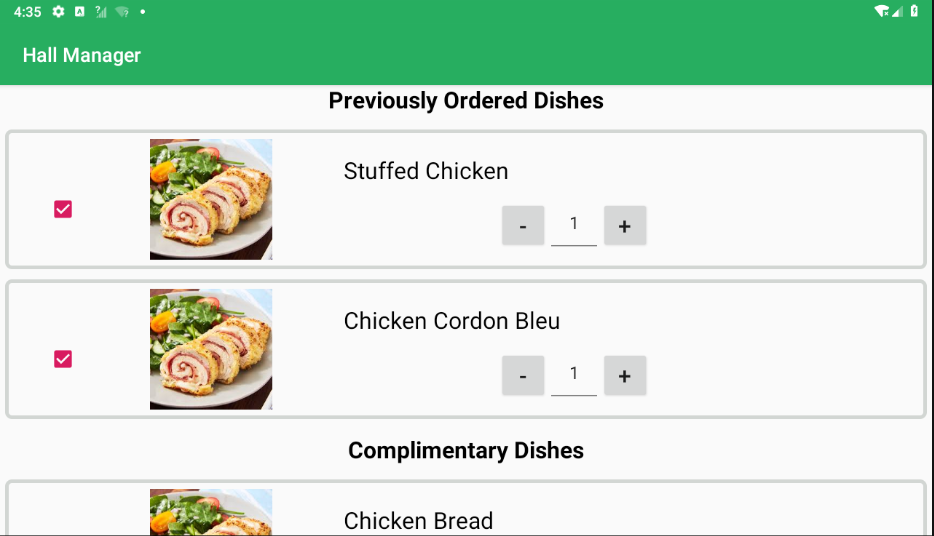 4:35
Hall Manager
Previously Ordered Dishes
Stuffed Chicken
- 1 +
Chicken Cordon Bleu
- 1 +
Complimentary Dishes
Chicken Bread